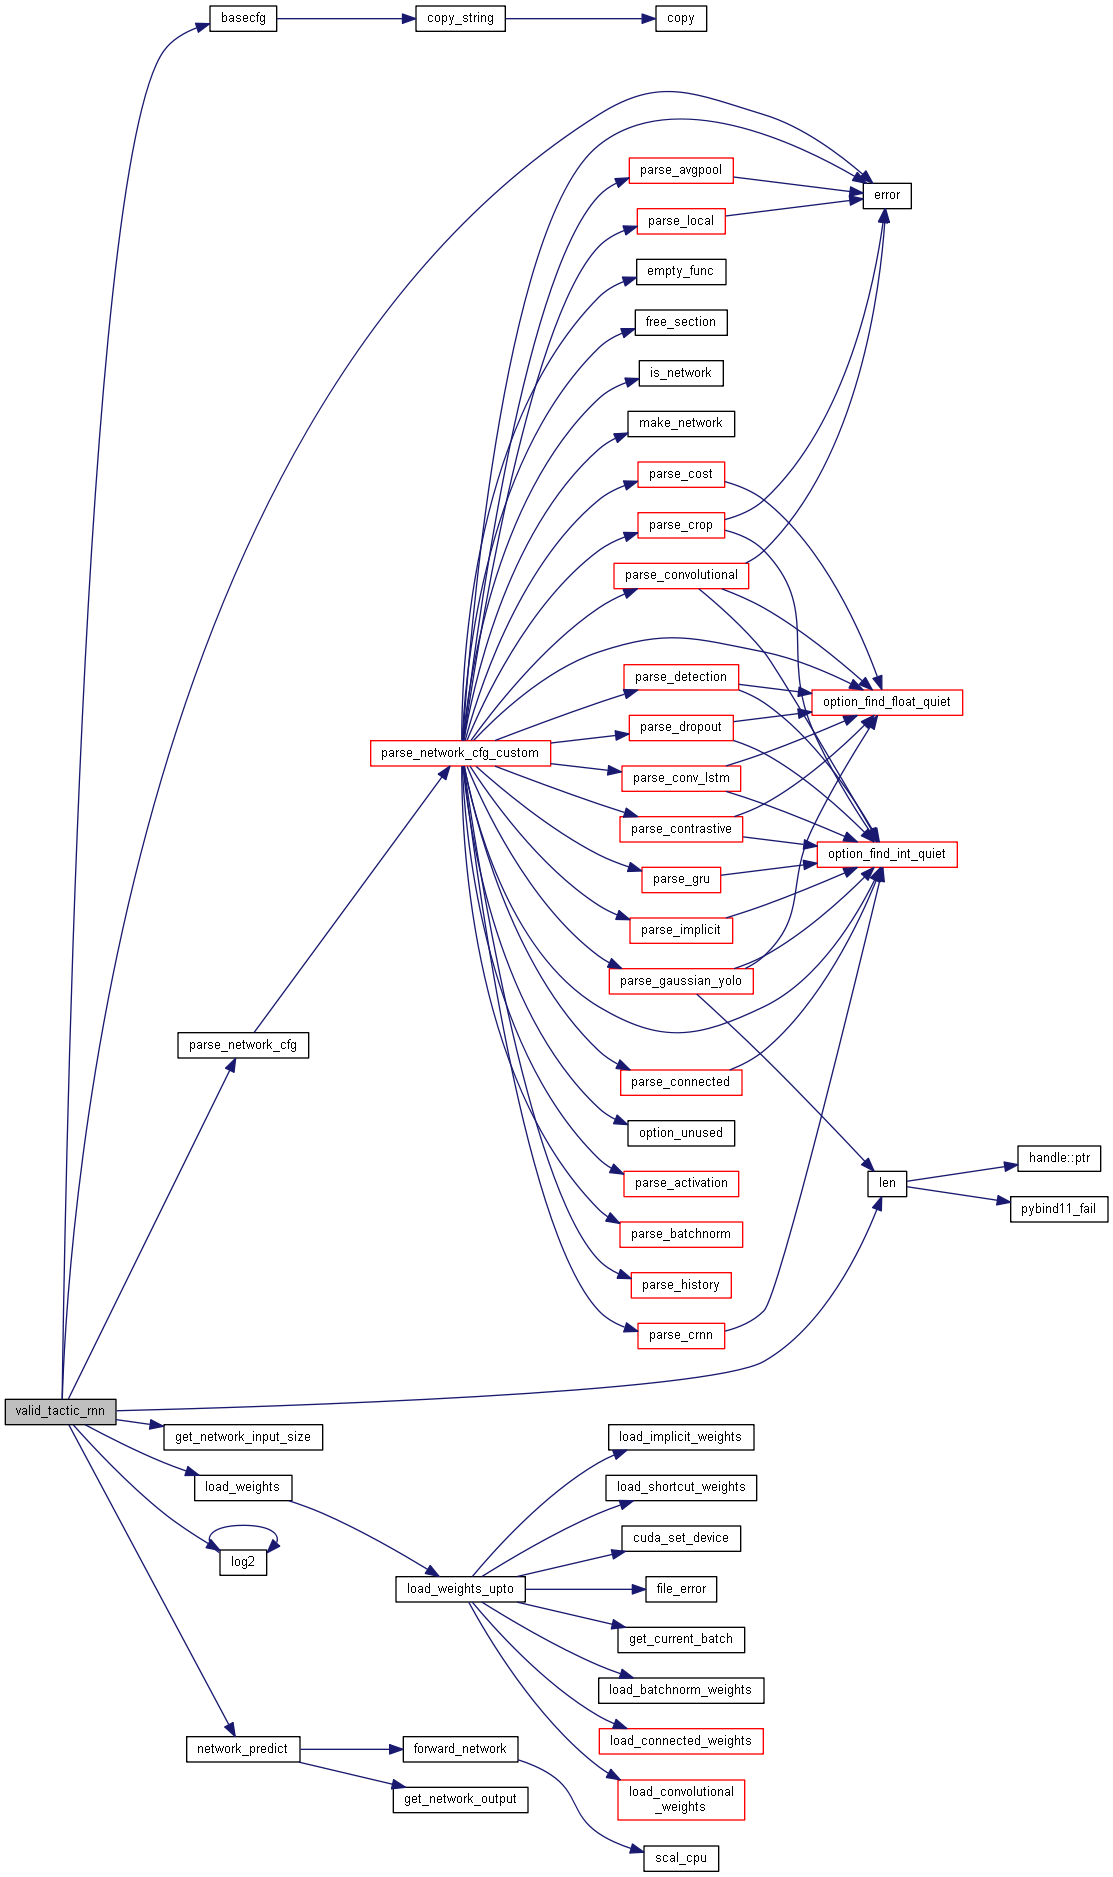 basecfg
copy_string
copy
parse_avgpool
error
parse_local
empty_func
free_section
is_network
make_network
parse_cost
parse_crop
parse_convolutional
parse_detection
option_find_float_quiet
parse_dropout
parse_network_cfg_custom
parse_conv_lstm
parse_contrastive
option_find_int_quiet
parse_gru
parse_implicit
parse_gaussian_yolo
parse_network_cfg
parse_connected
option_unused
handle::ptr
parse_activation
len
pybind11_fail
parse_batchnorm
parse_history
parse_crnn
valid_tactic_rnn
get_network_input_size
load_implicit_weights
load_weights
load_shortcut_weights
cuda_set_device
log2
load_weights_upto
file_error
get_current_batch
load_batchnorm_weights
load_connected_weights
network_predict
forward_network
load_convolutional
_weights
get_network_output
scal_cpu